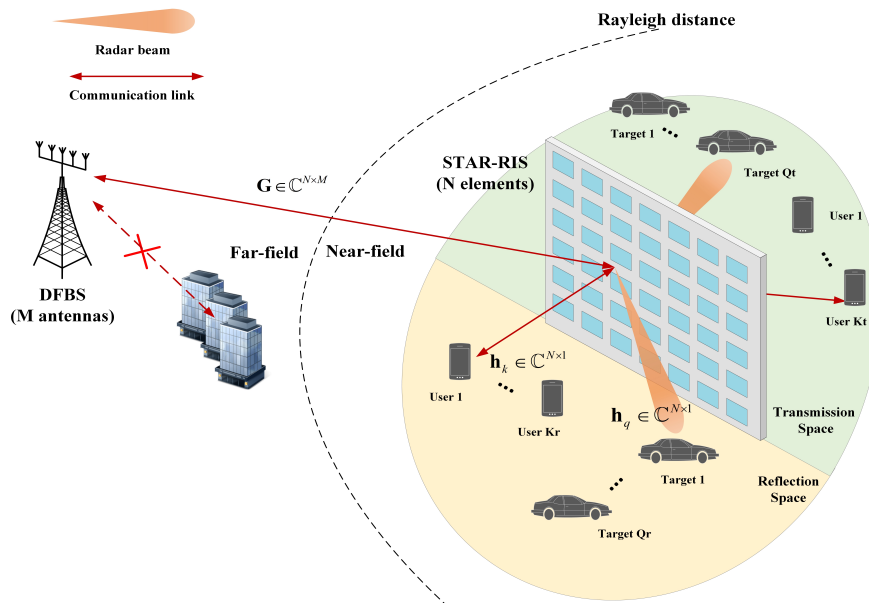 Rayleigh distance
Radar beam
Communication link
Target 1
Target Qt
STAR-RIS
(N elements)
G ∈ ℂ^{N×M}
User 1
Far-field
Near-field
DFBS
(M antennas)
User Kt
h_k ∈ ℂ^{N×1}
User 1
User Kr
h_q ∈ ℂ^{N×1}
Transmission
Space
Target 1
Reflection
Space
Target Qr